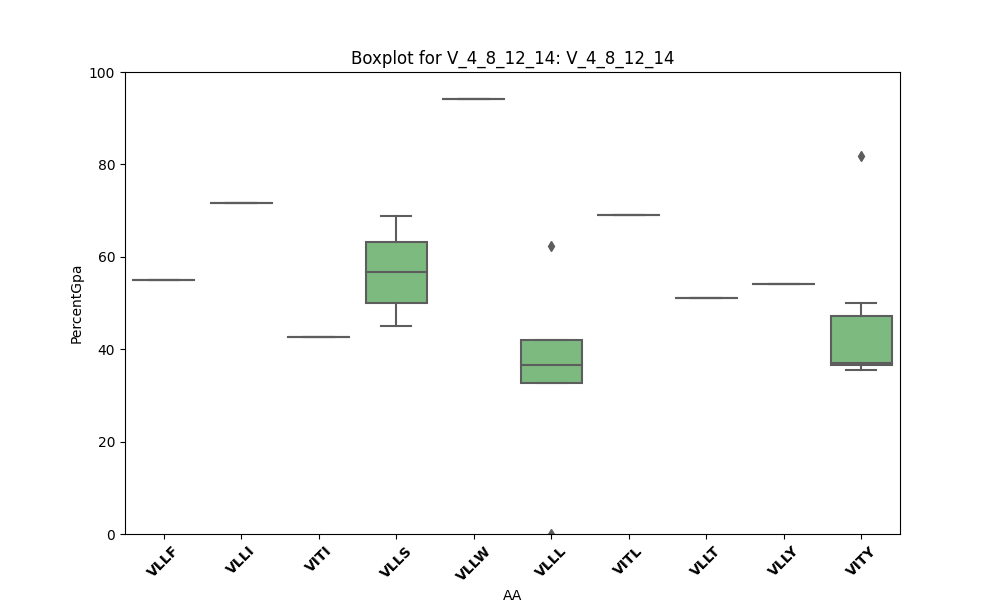 Boxplot for V_4_8_12_14: V_4_8_12_14
100
80
60
40
20
0
PercentGpa
VLLF
VLLI
VITI
VLLS
VLLW
VLLL
VITL
VLLT
VLLY
VITY
AA